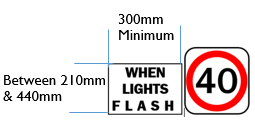 300mm
Minimum
Between 210mm
& 440mm
WHEN
LIGHTS
FLASH
40